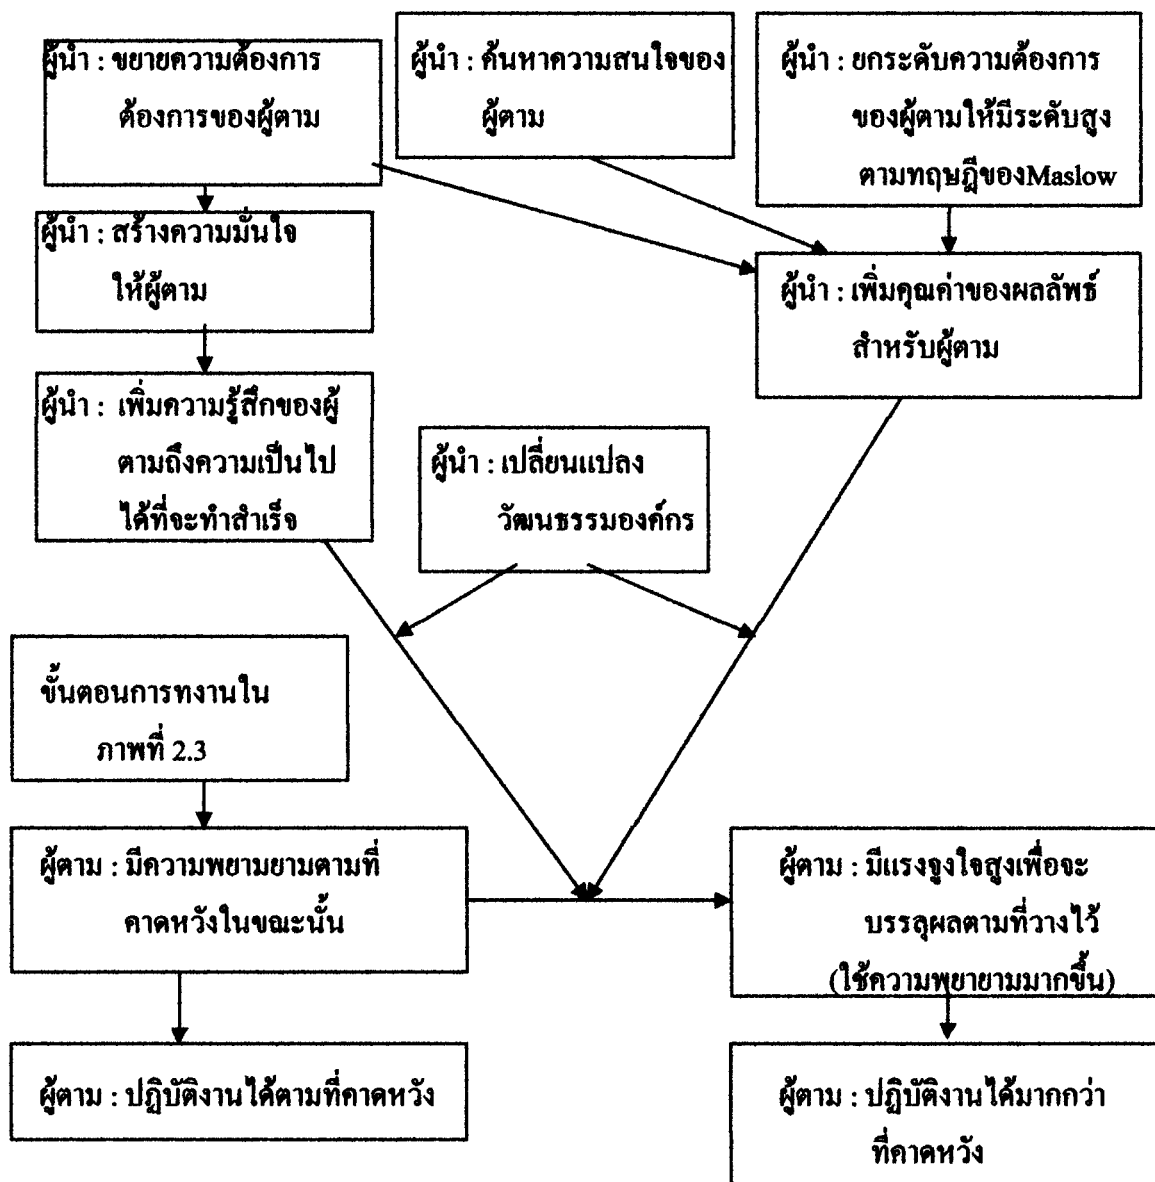 ผู้นำ : ขยายความต้องการ
ต้องการของผู้ตาม
ผู้นำ : ค้นหาความสนใจของ
ผู้ตาม
ผู้นำ : ยกระดับความต้องการ
ของผู้ตามให้มีระดับสูง
ตามทฤษฎีของMaslow
ผู้นำ : สร้างความมั่นใจ
ให้ผู้ตาม
ผู้นำ : เพิ่มคุณค่าของผลลัพธ์
สำหรับผู้ตาม
ผู้นำ : เพิ่มความรู้สึกของผู้
ตามถึงความเป็นไป
ได้ที่จะทำสำเร็จ
ผู้นำ : เปลี่ยนแปลง
วัฒนธรรมองค์กร
ขั้นตอนการทงานใน
ภาพที่ 2.3
ผู้ตาม : มีความพยามยามตามที่
คาดหวังในขณะนั้น
ผู้ตาม : มีแรงจูงใจสูงเพื่อจะ
บรรลุผลตามที่วางไว้
(ใช้ความพยายามมากขึ้น)
ผู้ตาม : ปฏิบัติงานได้ตามที่คาดหวัง
ผู้ตาม : ปฏิบัติงานได้มากกว่า
ที่คาดหวัง